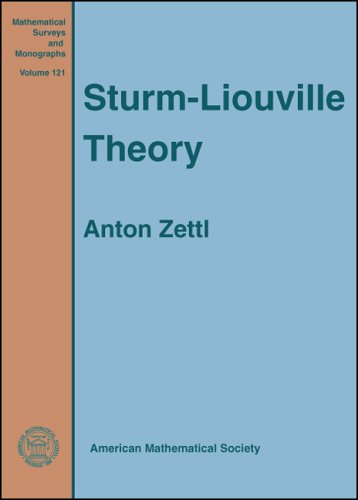 Mathematical
Surveys
and
Monographs
Volume 121
Sturm-Liouville
Theory
Anton Zettl
American Mathematical Society